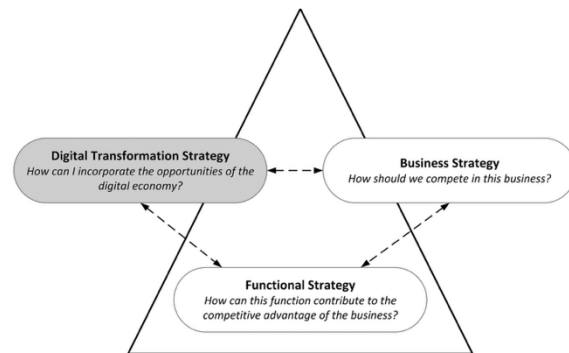 Digital Transformation Strategy
How can I incorporate the opportunities of the
digital economy?
Business Strategy
How should we compete in this business?
Functional Strategy
How can this function contribute to the
competitive advantage of the business?